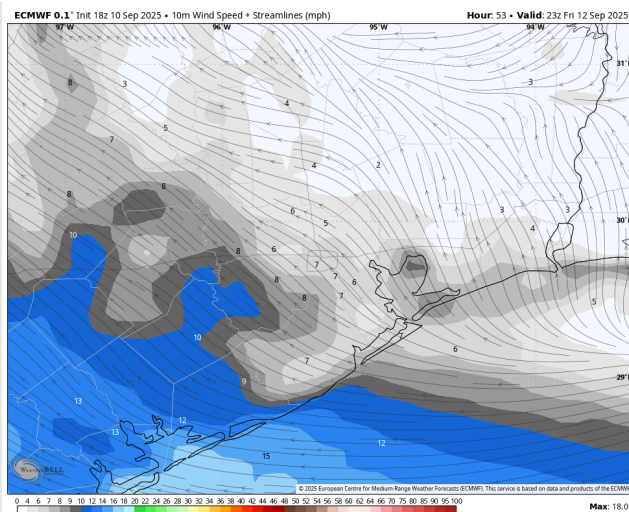 ECMWF 0.1° Init 18z 10 Sep 2025 • 10m Wind Speed + Streamlines (mph) Hour: 53 • Valid: 23z Fri 12 Sep 2025
97°W 96°W 95°W 94°W
31°
8 3 3
4
5
7
4 2
8 8
6 3 3
5 30°
4
10
8 6
7
8 7 6
8 7 5
10
6
7
9 29°
13
12
13 12
15
WEATHERBELL
© 2025 European Centre for Medium-Range Weather Forecasts (ECMWF). This service is based on data and products of the ECMWF
0 4 6 7 8 9 10 12 14 16 18 20 22 24 26 28 30 32 34 36 38 40 42 44 46 48 50 52 54 56 58 60 62 64 66 70 75 80 85 90 95 100
Max: 18.0